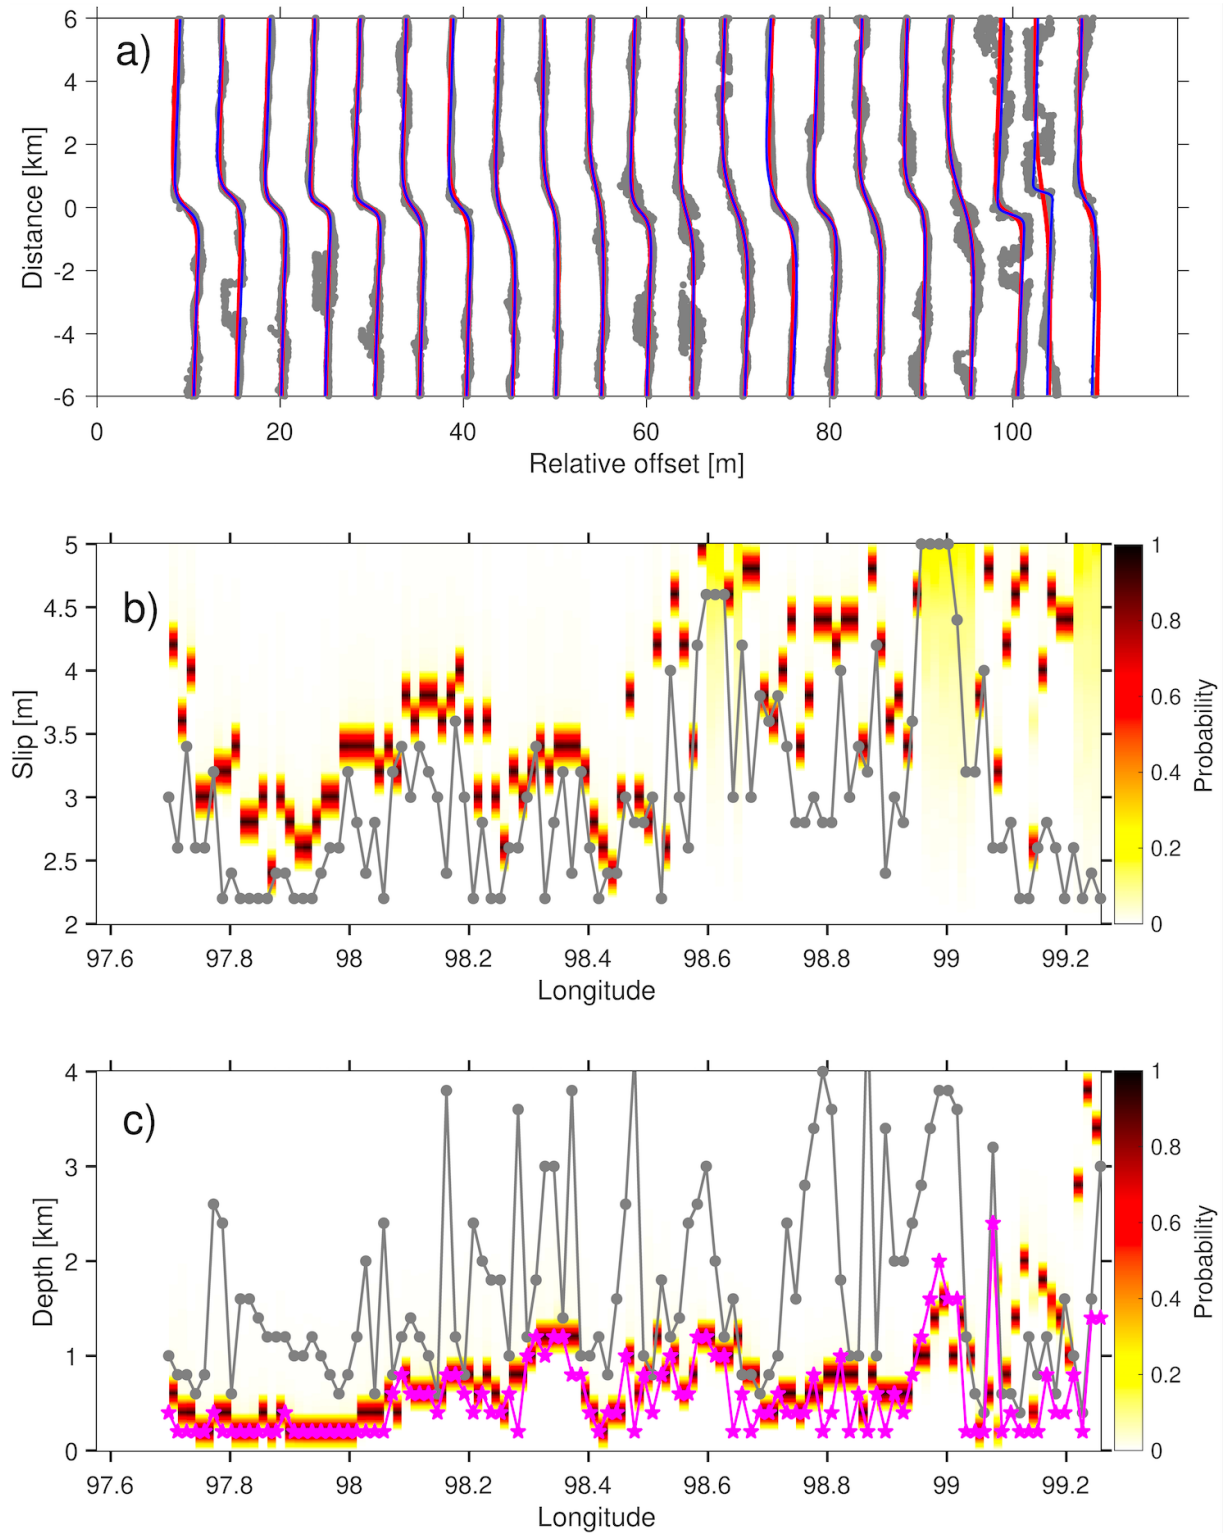 a)
6
4
2
0
-2
-4
-6
Distance [km]
0 20 40 60 80 100
Relative offset [m]
b)
5
4.5
4
3.5
3
2.5
2
Slip [m]
97.6 97.8 98 98.2 98.4 98.6 98.8 99 99.2
Longitude
1
0.8
0.6
0.4
0.2
0
Probability
c)
4
3
2
1
0
Depth [km]
97.6 97.8 98 98.2 98.4 98.6 98.8 99 99.2
Longitude
1
0.8
0.6
0.4
0.2
0
Probability